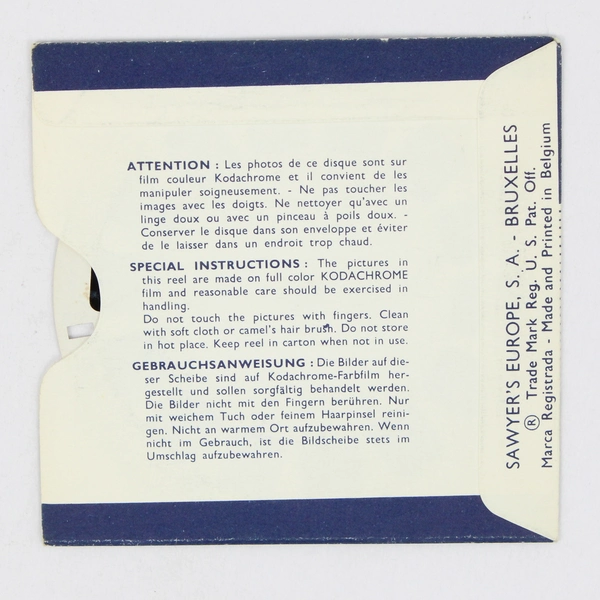 ATTENTION : Les photos de ce disque sont sur
film couleur Kodachrome et il convient de les
manipuler soigneusement. - Ne pas toucher les
images avec les doigts. Ne nettoyer qu'avec un
linge doux ou avec un pinceau à poils doux. -
Conserver le disque dans son enveloppe et éviter
de le laisser dans un endroit trop chaud.
SPECIAL INSTRUCTIONS : The pictures in
this reel are made on full color KODACHROME
film and reasonable care should be exercised in
handling.
Do not touch the pictures with fingers. Clean
with soft cloth or camel's hair brush. Do not store
in hot place. Keep reel in carton when not in use.
GEBRAUCHSANWEISUNG : Die Bilder auf die-
ser Scheibe sind auf Kodachrome-Farbfilm her-
gestellt und sollen sorgfältig behandelt werden.
Die Bilder nicht mit den Fingern berühren. Nur
mit weichem Tuch oder feinem Haarpinsel reini-
gen. Nicht an warmem Ort aufzubewahren. Wenn
nicht im Gebrauch, ist die Bildscheibe stets im
Umschlag aufzubewahren.
SAWYER'S EUROPE, S. A. - BRUXELLES
® Trade Mark Reg. U. S. Pat. Off.
Marca Registrada - Made and Printed in Belgium